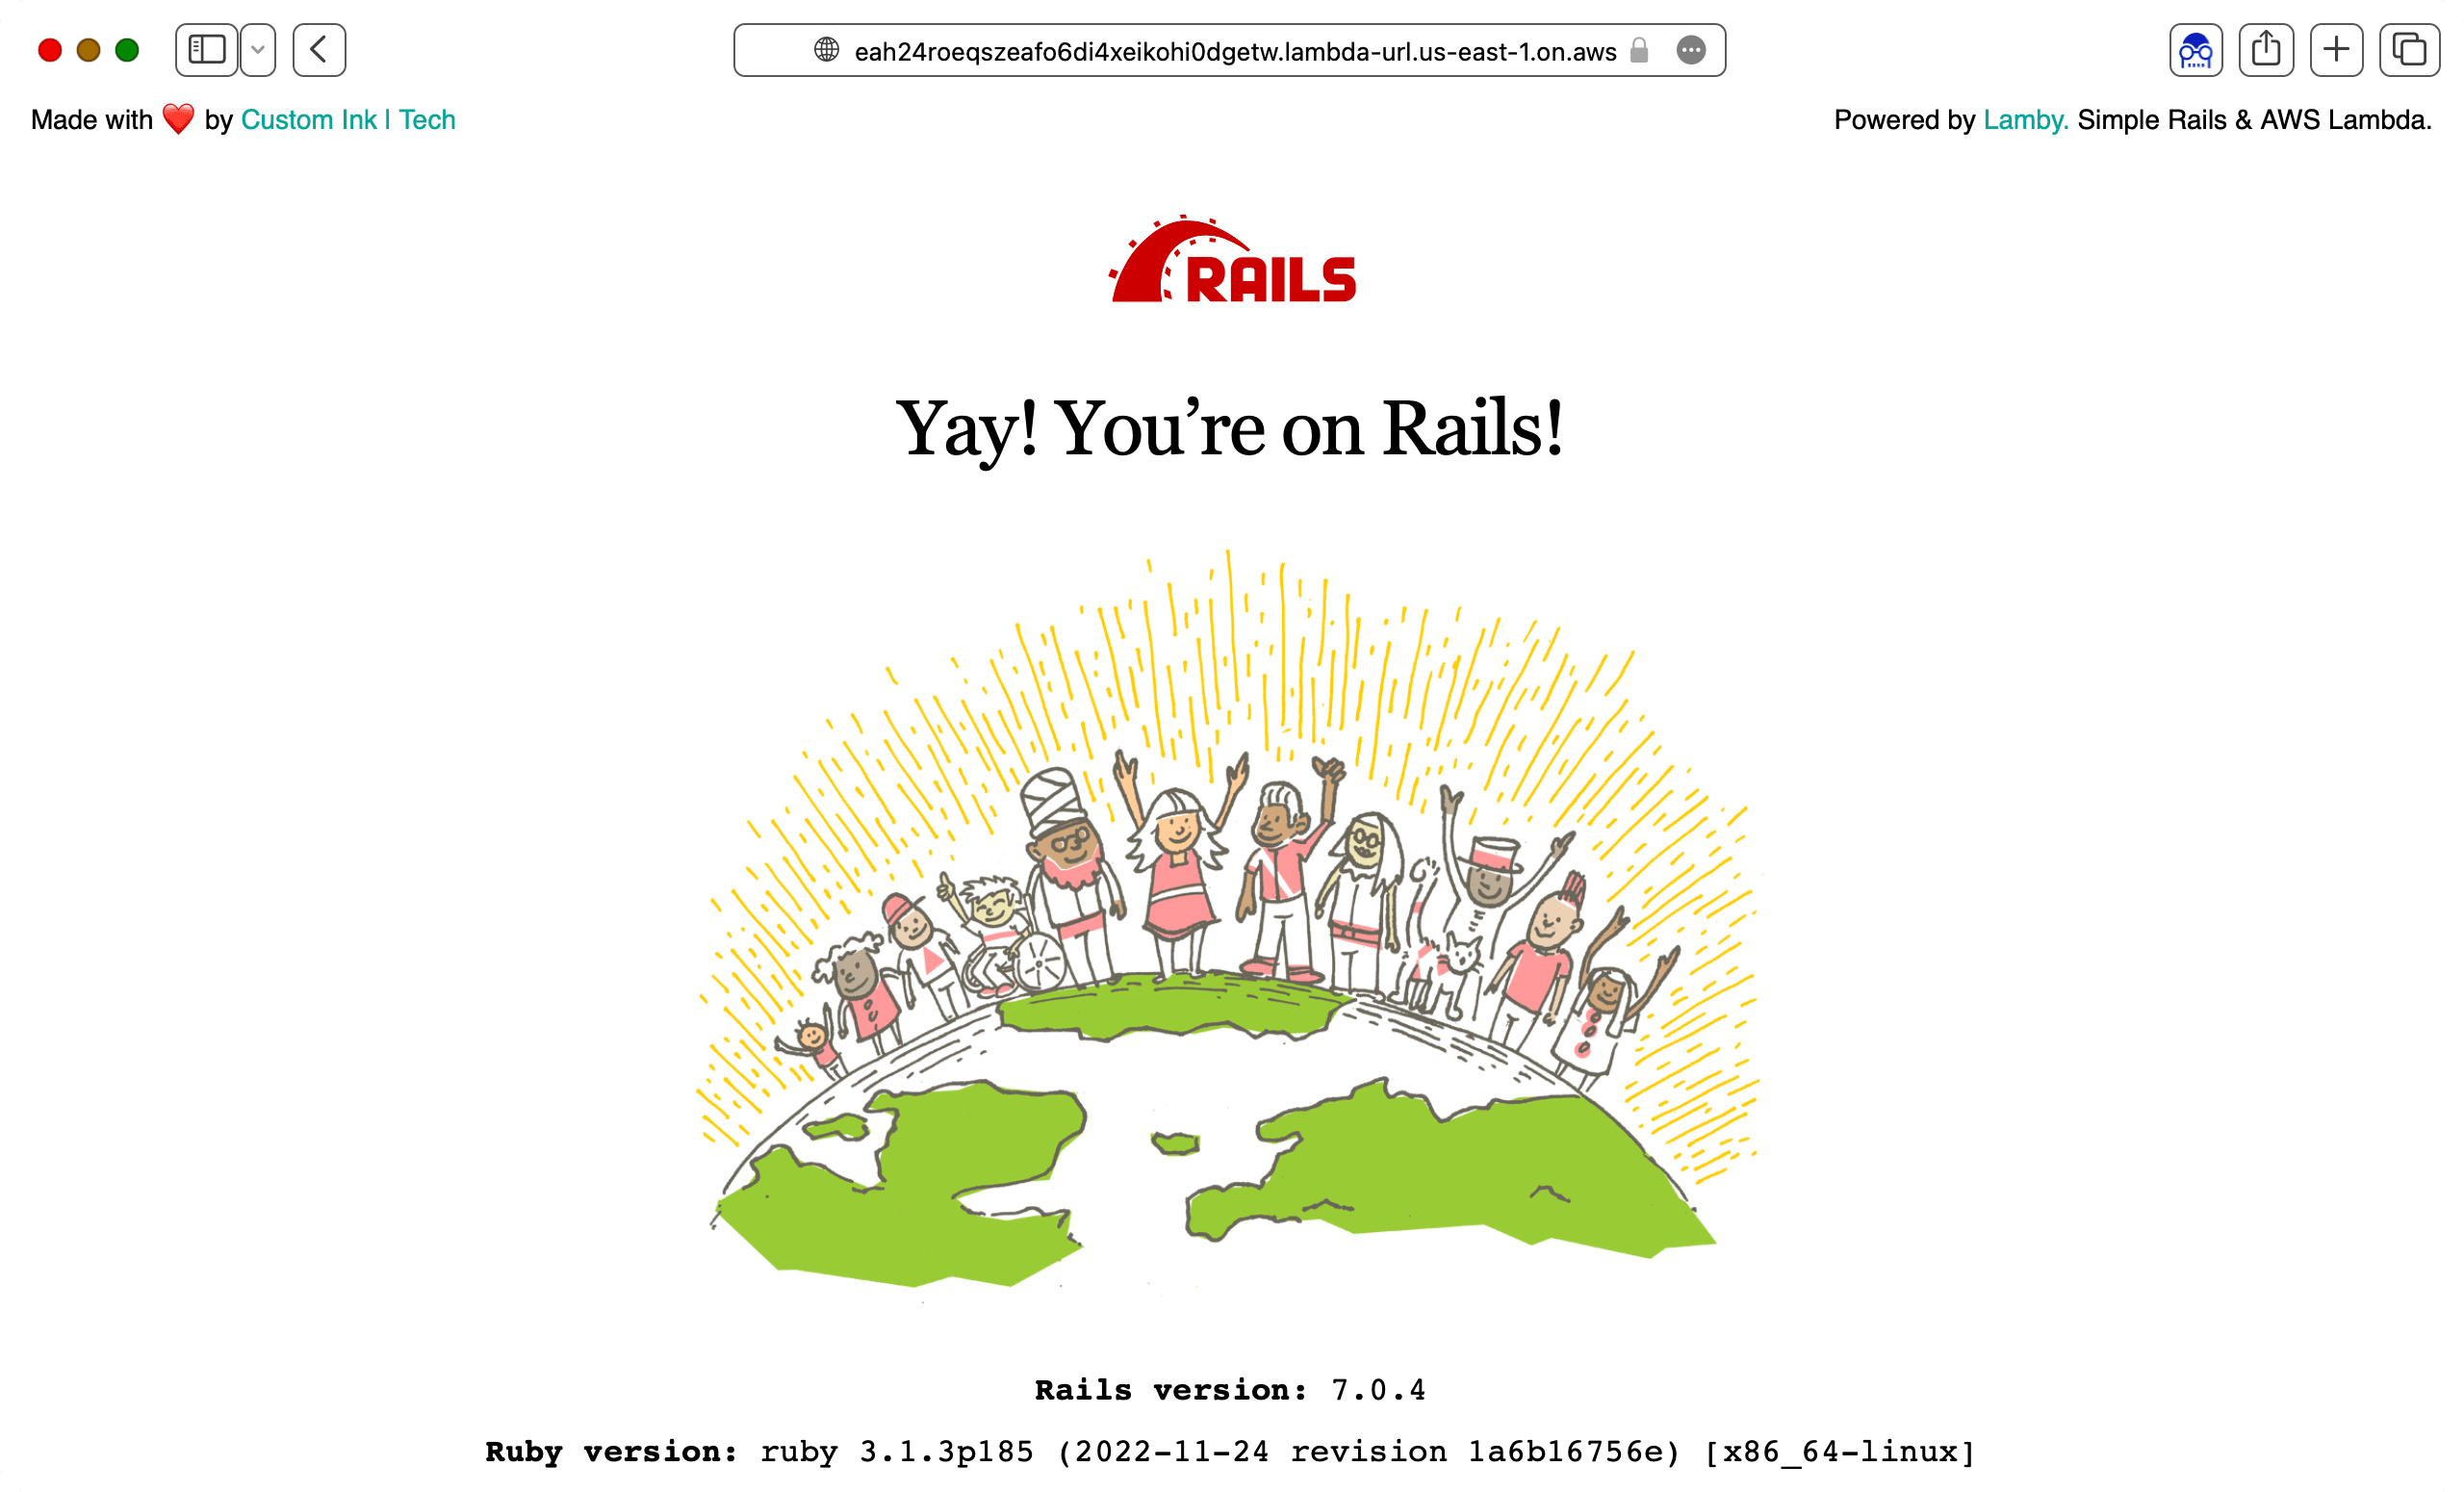 eah24roeqszeafo6di4xeikohi0dgetw.lambda-url.us-east-1.on.aws
Made with ❤️ by Custom Ink | Tech
Powered by Lamby. Simple Rails & AWS Lambda.
RAILS
Yay! You’re on Rails!
Rails version: 7.0.4
Ruby version: ruby 3.1.3p185 (2022-11-24 revision 1a6b16756e) [x86_64-linux]